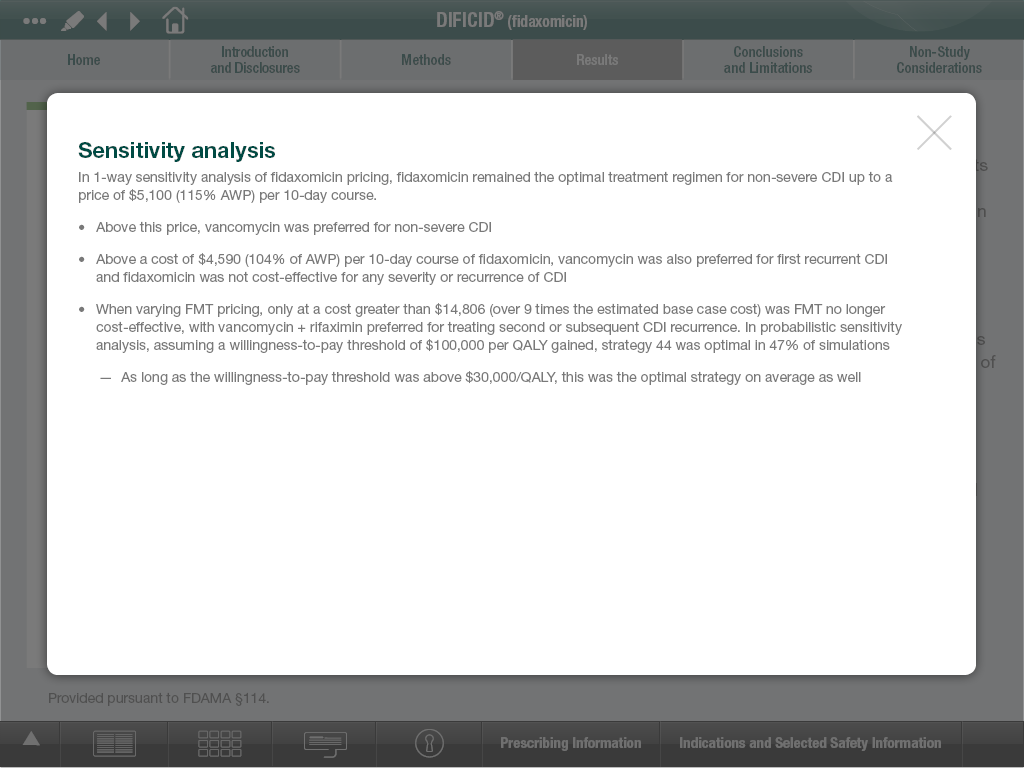 DIFICID® (fidaxomicin)
Home
Introduction
and Disclosures
Methods
Results
Conclusions
and Limitations
Non-Study
Considerations
Sensitivity analysis
In 1-way sensitivity analysis of fidaxomicin pricing, fidaxomicin remained the optimal treatment regimen for non-severe CDI up to a
price of $5,100 (115% AWP) per 10-day course.
• Above this price, vancomycin was preferred for non-severe CDI
• Above a cost of $4,590 (104% of AWP) per 10-day course of fidaxomicin, vancomycin was also preferred for first recurrent CDI
and fidaxomicin was not cost-effective for any severity or recurrence of CDI
• When varying FMT pricing, only at a cost greater than $14,806 (over 9 times the estimated base case cost) was FMT no longer
cost-effective, with vancomycin + rifaximin preferred for treating second or subsequent CDI recurrence. In probabilistic sensitivity
analysis, assuming a willingness-to-pay threshold of $100,000 per QALY gained, strategy 44 was optimal in 47% of simulations
— As long as the willingness-to-pay threshold was above $30,000/QALY, this was the optimal strategy on average as well
of
Provided pursuant to FDAMA §114.
Prescribing Information
Indications and Selected Safety Information